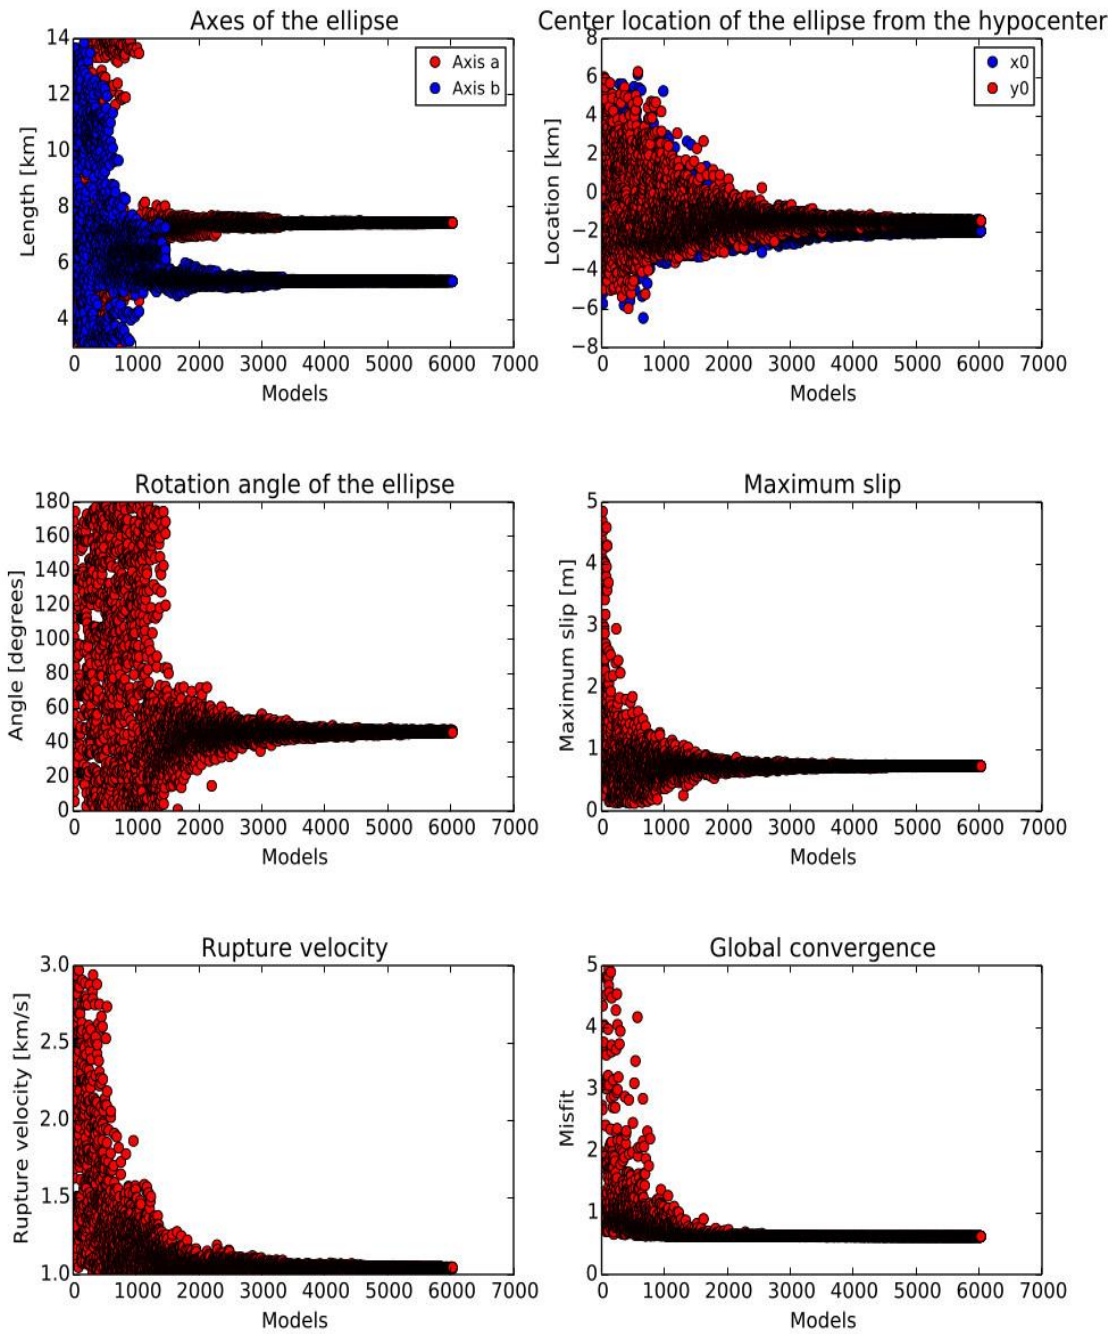 Axes of the ellipse
14
12
10
8
6
4
Length [km]
Axis a
Axis b
0 1000 2000 3000 4000 5000 6000 7000
Models
Center location of the ellipse from the hypocenter
8
6
4
2
0
−2
−4
−6
−8
Location [km]
x0
y0
0 1000 2000 3000 4000 5000 6000 7000
Models
Rotation angle of the ellipse
180
160
140
120
100
80
60
40
20
0
Angle [degrees]
0 1000 2000 3000 4000 5000 6000 7000
Models
Maximum slip
5
4
3
2
1
0
Maximum slip [m]
0 1000 2000 3000 4000 5000 6000 7000
Models
Rupture velocity
3.0
2.5
2.0
1.5
1.0
Rupture velocity [km/s]
0 1000 2000 3000 4000 5000 6000 7000
Models
Global convergence
5
4
3
2
1
0
Misfit
0 1000 2000 3000 4000 5000 6000 7000
Models